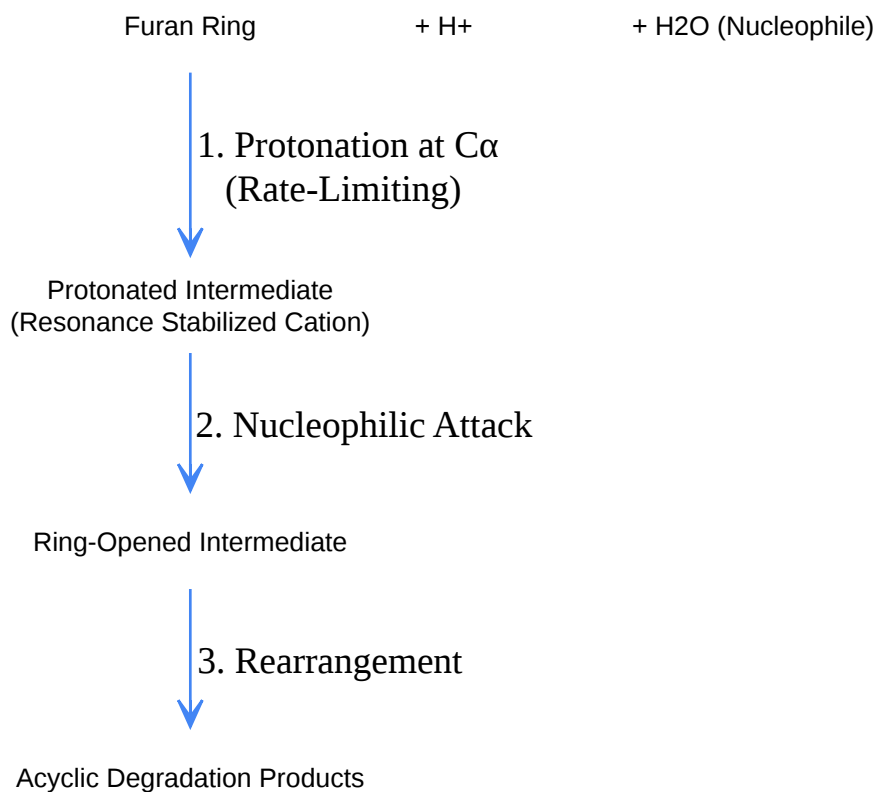 Furan Ring + H+ + H2O (Nucleophile)
1. Protonation at Cα
(Rate-Limiting)
Protonated Intermediate
(Resonance Stabilized Cation)
2. Nucleophilic Attack
Ring-Opened Intermediate
3. Rearrangement
Acyclic Degradation Products